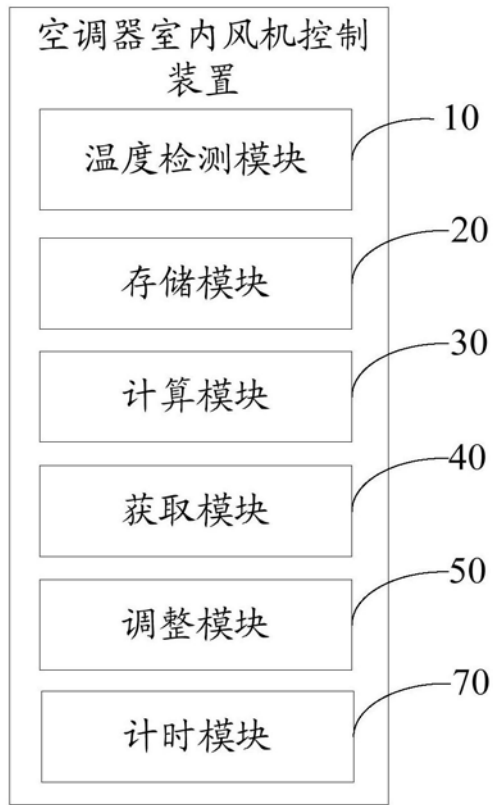 空调器室内风机控制
装置
温度检测模块
10
存储模块
20
计算模块
30
获取模块
40
调整模块
50
计时模块
70